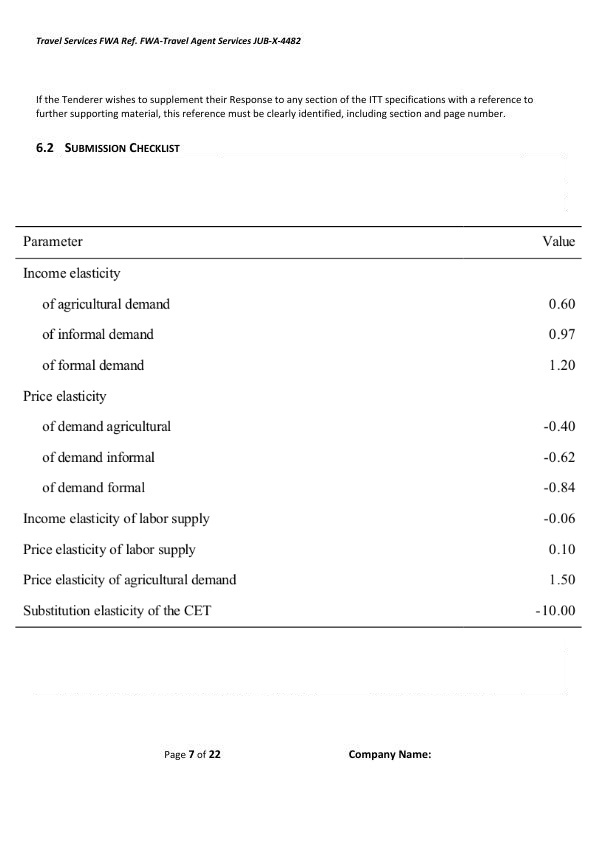 Travel Services FWA Ref. FWA-Travel Agent Services JUB-X-4482
If the Tenderer wishes to supplement their Response to any section of the ITT specifications with a reference to
further supporting material, this reference must be clearly identified, including section and page number.
6.2 SUBMISSION CHECKLIST
Parameter Value
Income elasticity
of agricultural demand 0.60
of informal demand 0.97
of formal demand 1.20
Price elasticity
of demand agricultural -0.40
of demand informal -0.62
of demand formal -0.84
Income elasticity of labor supply -0.06
Price elasticity of labor supply 0.10
Price elasticity of agricultural demand 1.50
Substitution elasticity of the CET -10.00
Page 7 of 22 Company Name: